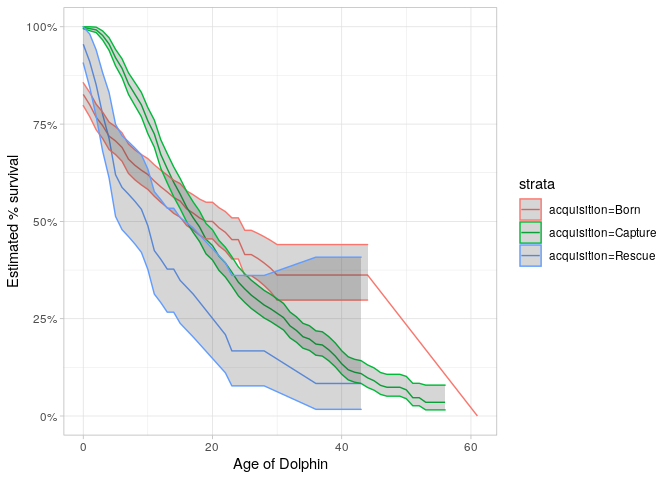 100%
75%
50%
25%
0%
Estimated % survival
0
20
40
60
Age of Dolphin
strata
acquisition=Born
acquisition=Capture
acquisition=Rescue